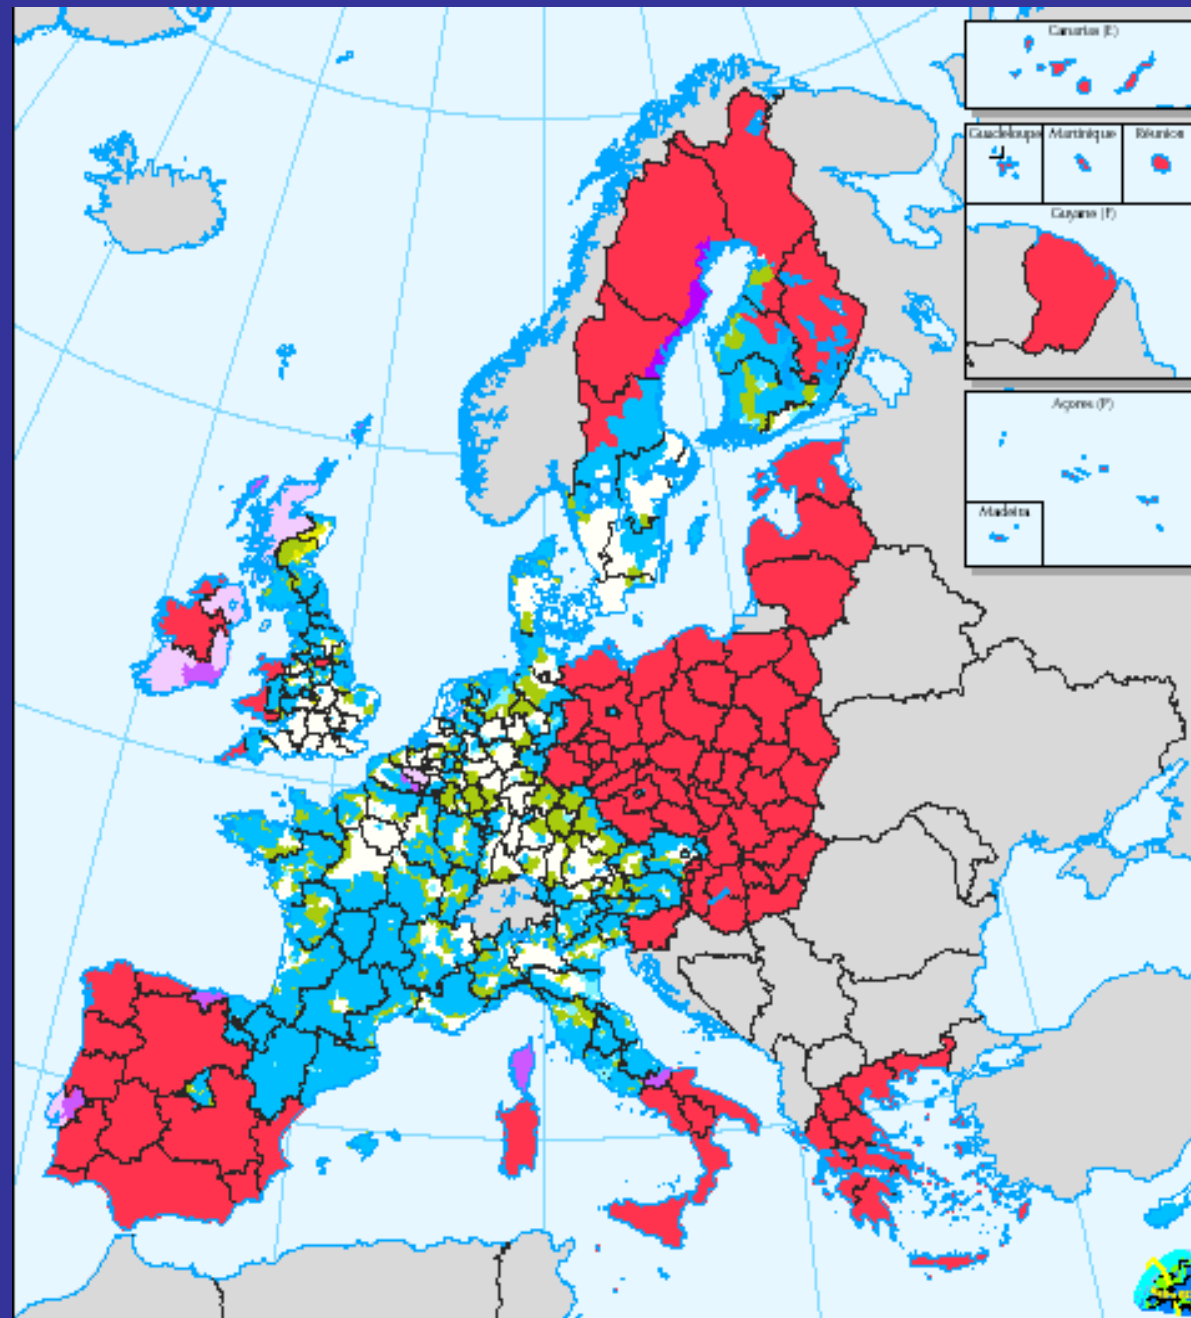 Canarias (E)
Guadeloupe
Martinique
Réunion
Guyane (F)
Açores (P)
Madeira